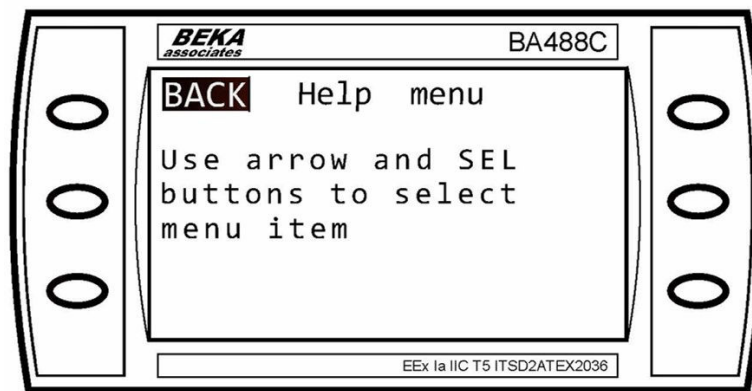 BEKA
associates
BA488C
BACK Help menu
Use arrow and SEL
buttons to select
menu item
EEx Ia IIC T5 ITSD2ATEX2036